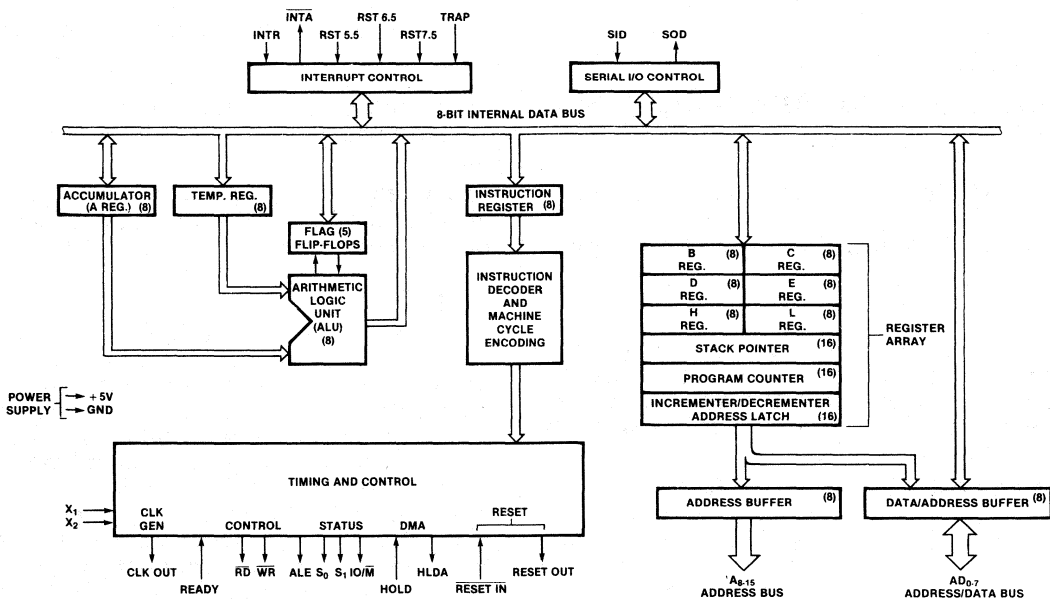 INTR
INTA
RST 5.5
RST 6.5
RST7.5
TRAP
INTERRUPT CONTROL
SID
SOD
SERIAL I/O CONTROL
8-BIT INTERNAL DATA BUS
ACCUMULATOR
(A REG.) (8)
TEMP. REG.
(8)
FLAG (5)
FLIP-FLOPS
ARITHMETIC
LOGIC
UNIT
(ALU)
(8)
INSTRUCTION
REGISTER (8)
INSTRUCTION
DECODER
AND
MACHINE
CYCLE
ENCODING
B (8)
REG.
C (8)
REG.
D (8)
REG.
E (8)
REG.
H (8)
REG.
L (8)
REG.
STACK POINTER (16)
PROGRAM COUNTER (16)
INCREMENTER/DECREMENTER
ADDRESS LATCH (16)
REGISTER
ARRAY
POWER
SUPPLY
+5V
GND
TIMING AND CONTROL
X1
X2
CLK
GEN
CONTROL
STATUS
DMA
RESET
CLK OUT
READY
RD
WR
ALE
S0
S1
IO/M
HOLD
HLDA
RESET IN
RESET OUT
ADDRESS BUFFER (8)
DATA/ADDRESS BUFFER (8)
A8-15
ADDRESS BUS
AD0-7
ADDRESS/DATA BUS